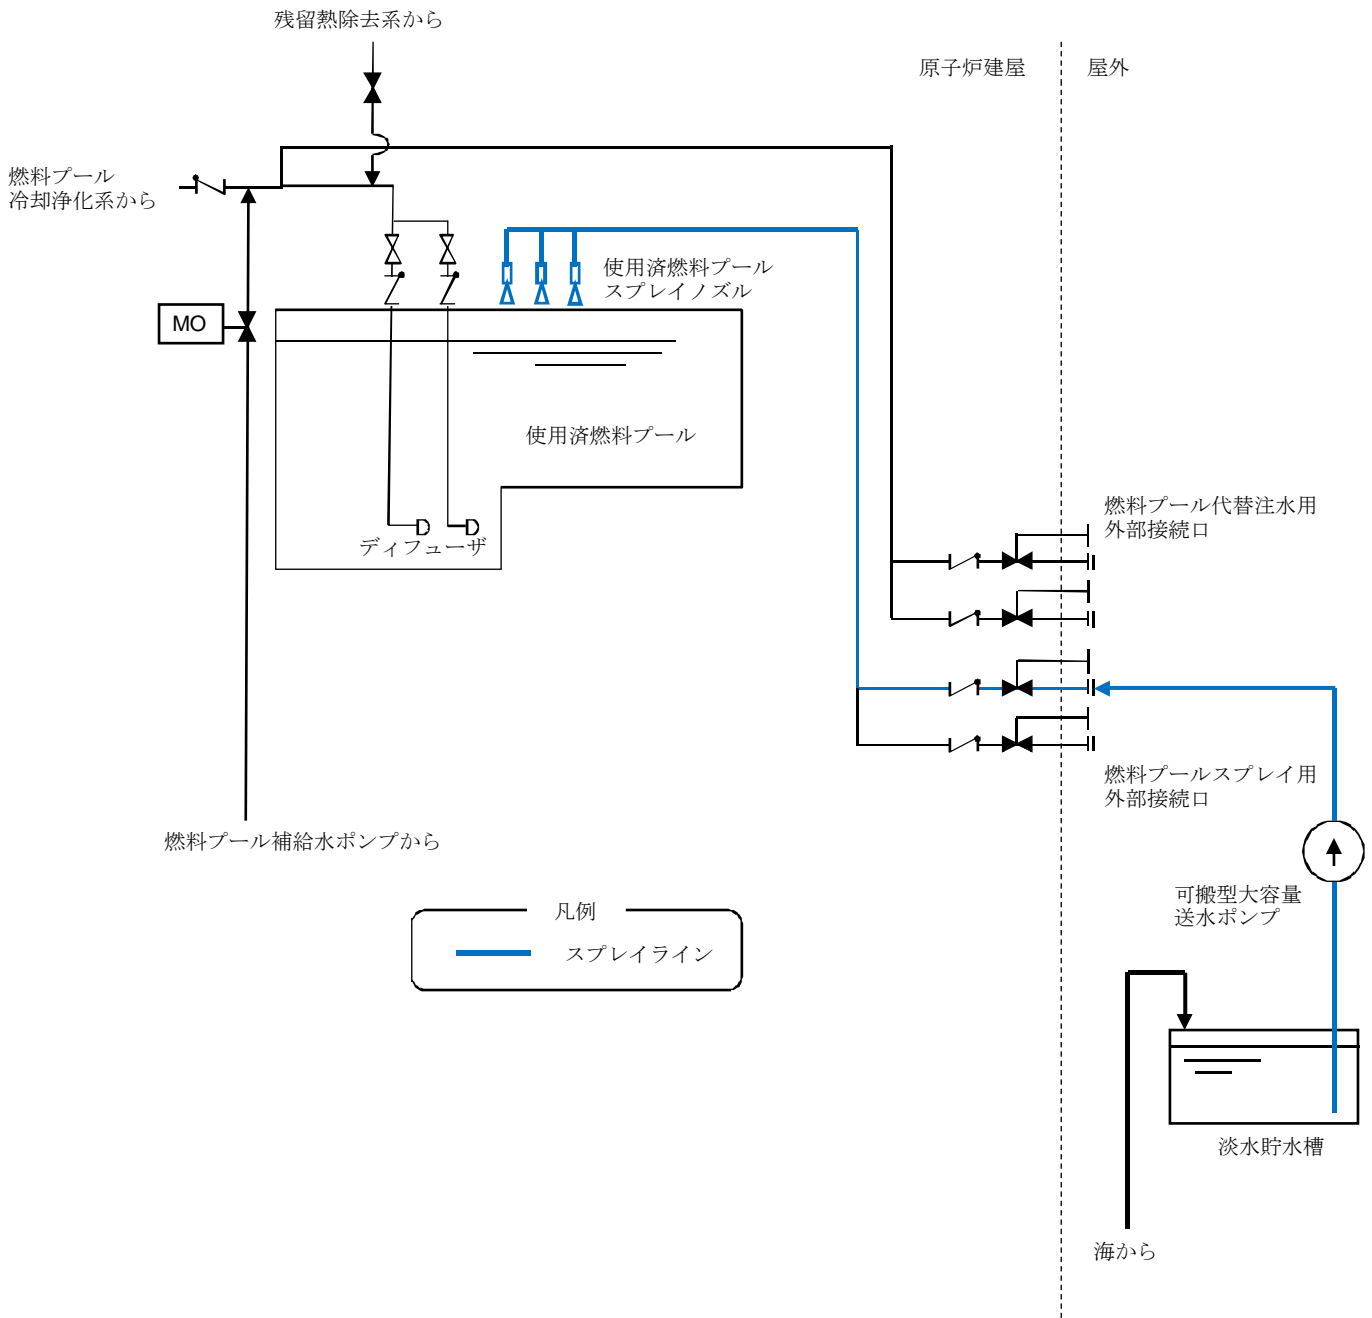 残留熱除去系から
原子炉建屋
屋外
燃料プール
冷却浄化系から
使用済燃料プール
スプレイノズル
MO
使用済燃料プール
ディフューザ
燃料プール代替注水用
外部接続口
燃料プールスプレイ用
外部接続口
燃料プール補給水ポンプから
可搬型大容量
送水ポンプ
凡例
スプレイライン
淡水貯水槽
海から